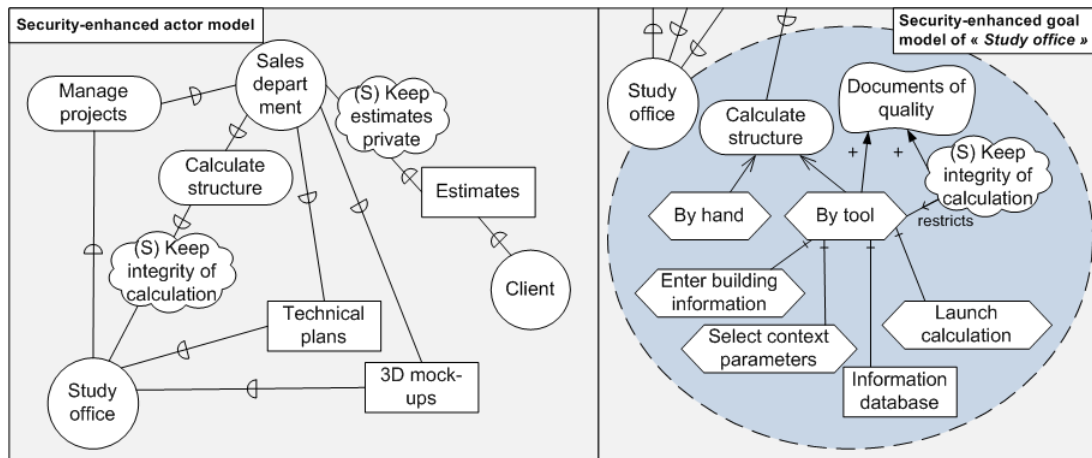 Security-enhanced actor model
Sales
depart
ment
Manage
projects
(S) Keep
estimates
private
Calculate
structure
Estimates
(S) Keep
integrity of
calculation
Client
Technical
plans
Study
office
3D mock-
ups
Security-enhanced goal
model of « Study office »
Study
office
Calculate
structure
Documents of
quality
+
+
(S) Keep
integrity of
calculation
By hand
By tool
restricts
Enter building
information
Launch
calculation
Select context
parameters
Information
database